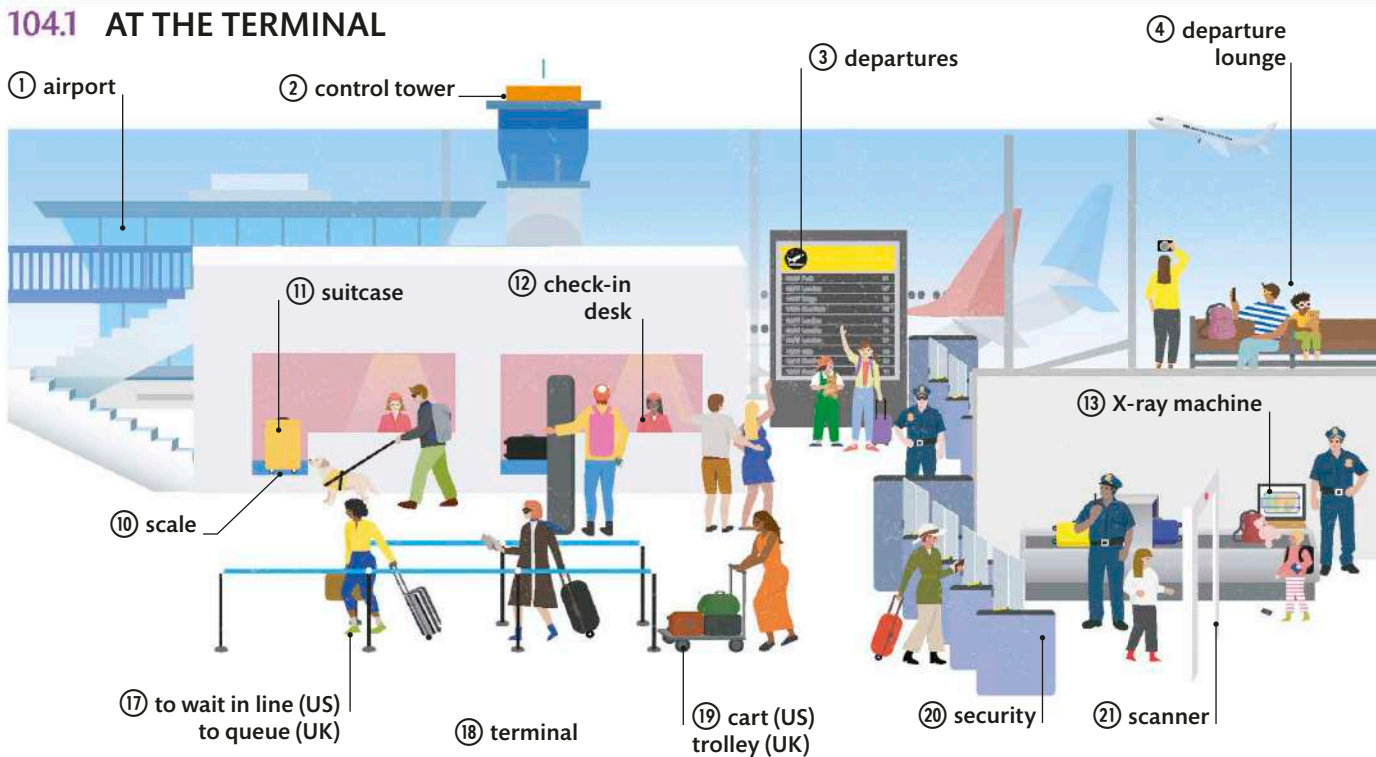 104.1 AT THE TERMINAL
① airport
② control tower
③ departures
④ departure
lounge
⑪ suitcase
⑫ check-in
desk
⑬ X-ray machine
⑩ scale
⑰ to wait in line (US)
to queue (UK)
⑱ terminal
⑲ cart (US)
trolley (UK)
⑳ security
㉑ scanner